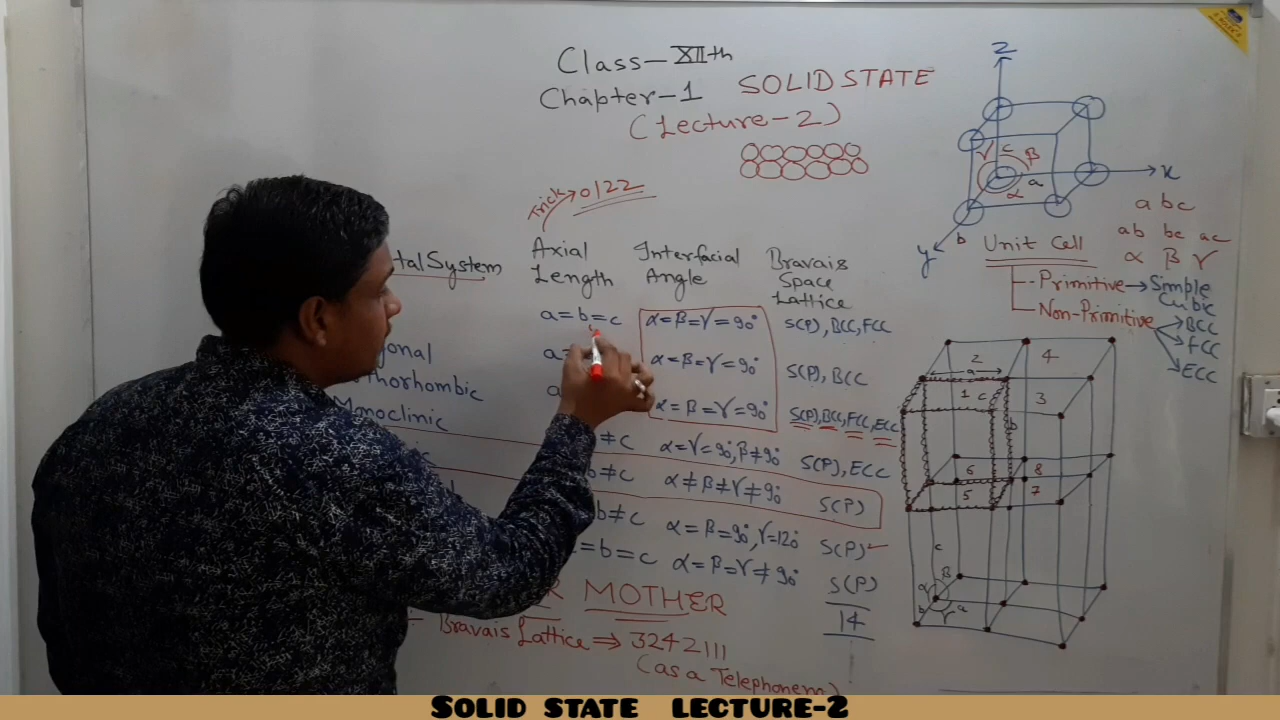 Class-XIIth
Chapter-1 SOLID STATE
(Lecture-2)
Trick→0122
talSystem
Axial Length
Interfacial Angle
Bravais Space Lattice
a=b=c α=β=γ=90° S(P), BCC, FCC
onal a= α=β=γ=90° S(P), BCC
thorhombic a α=β=γ=90° S(P), BCC, FCC, ECC
Monoclinic ≠c α=γ=90°, β≠90° S(P), ECC
ic b≠c α≠β≠γ≠90° S(P)
b≠c α=β=90°, γ=120° S(P)
=b=c α=β=γ≠90° S(P)
14
R MOTHER
Bravais Lattice ⇒ 3242111
(as a Telephone
z
x
y
γ c β
a
α
b
abc
ab bc ac
α β γ
Unit Cell
Primitive→Simple Cubic
Non-Primitive
BCC
FCC
ECC
2 4
a
1 c 3
b
6 8
5 7
c
α β
b γ a
SOLID STATE LECTURE-2